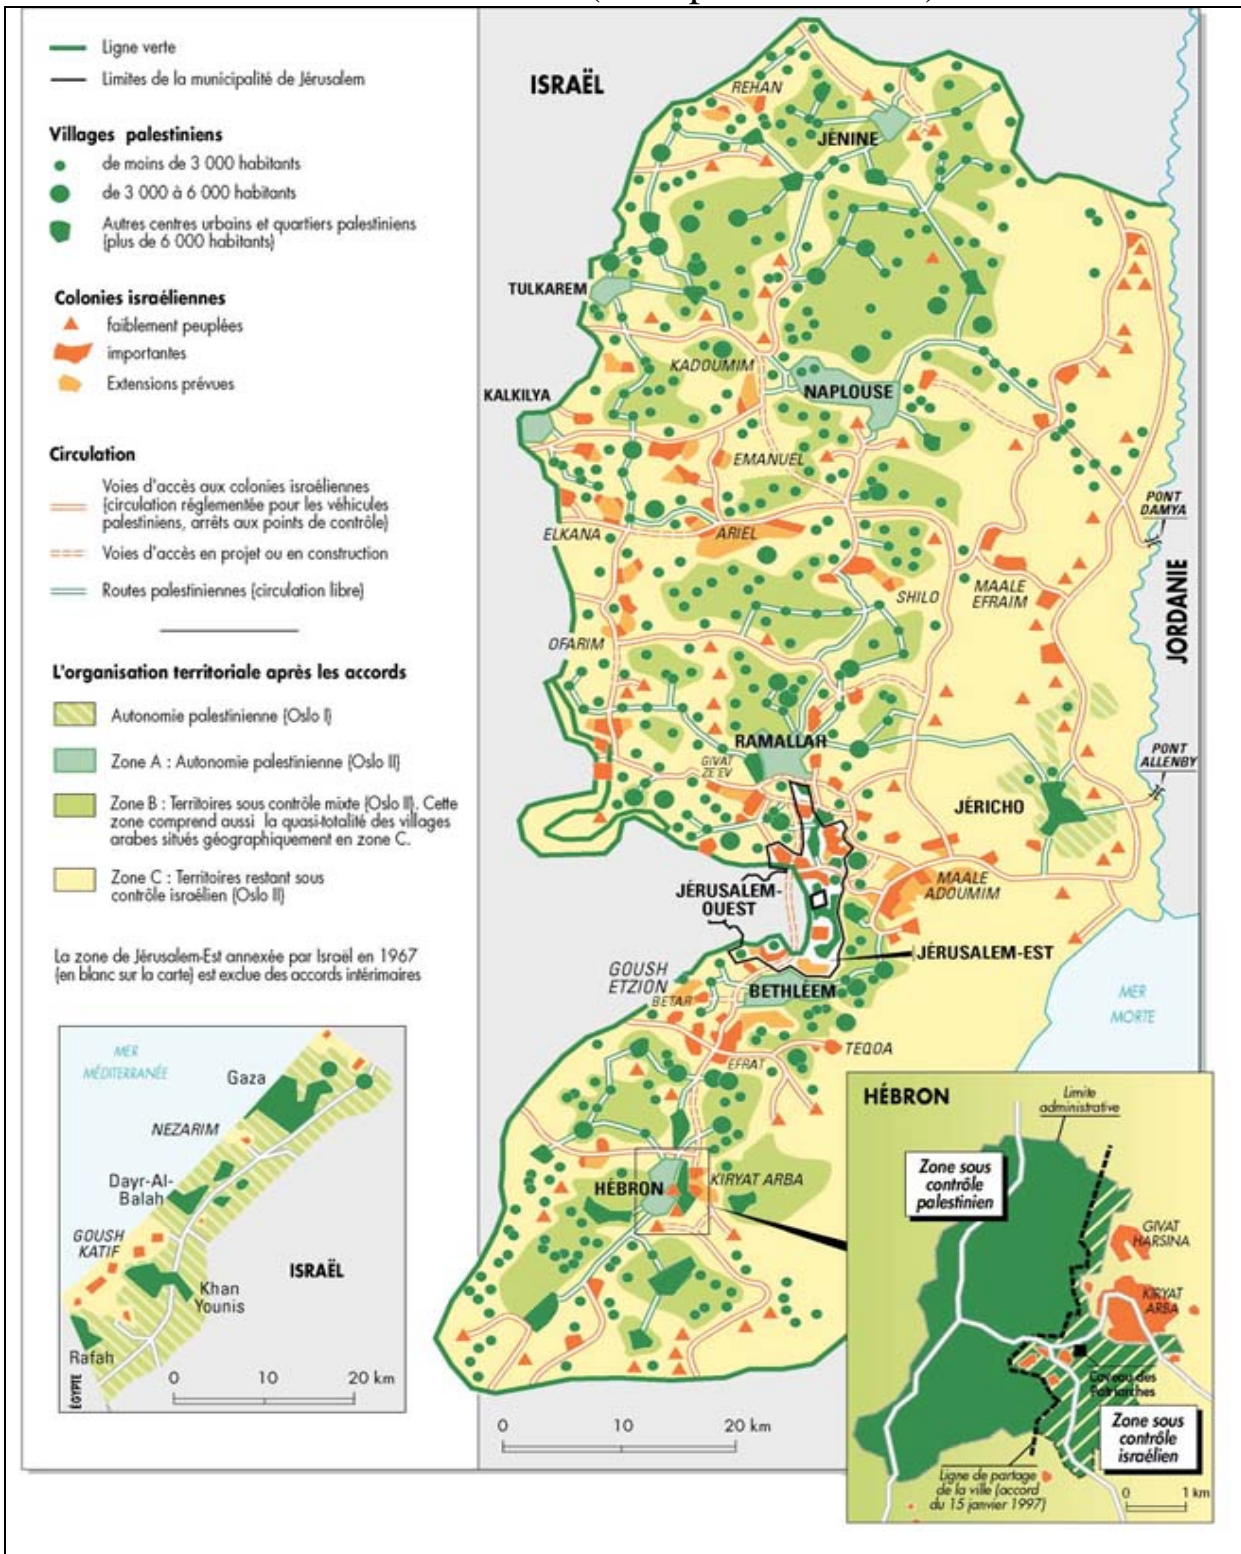 Ligne verte
Limites de la municipalité de Jérusalem
Villages palestiniens
de moins de 3 000 habitants
de 3 000 à 6 000 habitants
Autres centres urbains et quartiers palestiniens
(plus de 6 000 habitants)
Colonies israéliennes
faiblement peuplées
importantes
Extensions prévues
Circulation
Voies d'accès aux colonies israéliennes
(circulation réglementée pour les véhicules
palestiniens, arrêts aux points de contrôle)
Voies d'accès en projet ou en construction
Routes palestiniennes (circulation libre)
L'organisation territoriale après les accords
Autonomie palestinienne (Oslo I)
Zone A : Autonomie palestinienne (Oslo II)
Zone B : Territoires sous contrôle mixte (Oslo II). Cette
zone comprend aussi la quasi-totalité des villages
arabes situés géographiquement en zone C.
Zone C : Territoires restant sous
contrôle israélien (Oslo II)
La zone de Jérusalem-Est annexée par Israël en 1967
(en blanc sur la carte) est exclue des accords intérimaires
ISRAËL
REHAN
JÉNINE
TULKAREM
KADOUMIM
KALKILYA
NAPLOUSE
EMANUEL
PONT
DAMYA
ELKANA
ARIEL
JORDANIE
SHILO
MAALE
EFRAIM
OFARIM
RAMALLAH
GIVAT
ZE'EV
PONT
ALLENBY
JÉRICHO
MAALE
ADOUMIM
JÉRUSALEM-
OUEST
JÉRUSALEM-EST
GOUSH
ETZION
BETAR
BETHLÉEM
MER
MORTE
TEQOA
EFRAT
HÉBRON
KIRYAT ARBA
0 10 20 km
MER
MÉDITERRANÉE
Gaza
NEZARIM
Dayr-Al-
Balah
GOUSH
KATIF
ISRAËL
Khan
Younis
Rafah
ÉGYPTE
0 10 20 km
HÉBRON
Limite
administrative
Zone sous
contrôle
palestinien
GIVAT
HARSINA
KIRYAT
ARBA
Caveau des
Patriarches
Zone sous
contrôle
israélien
Ligne de partage
de la ville (accord
du 15 janvier 1997)
0 1 km